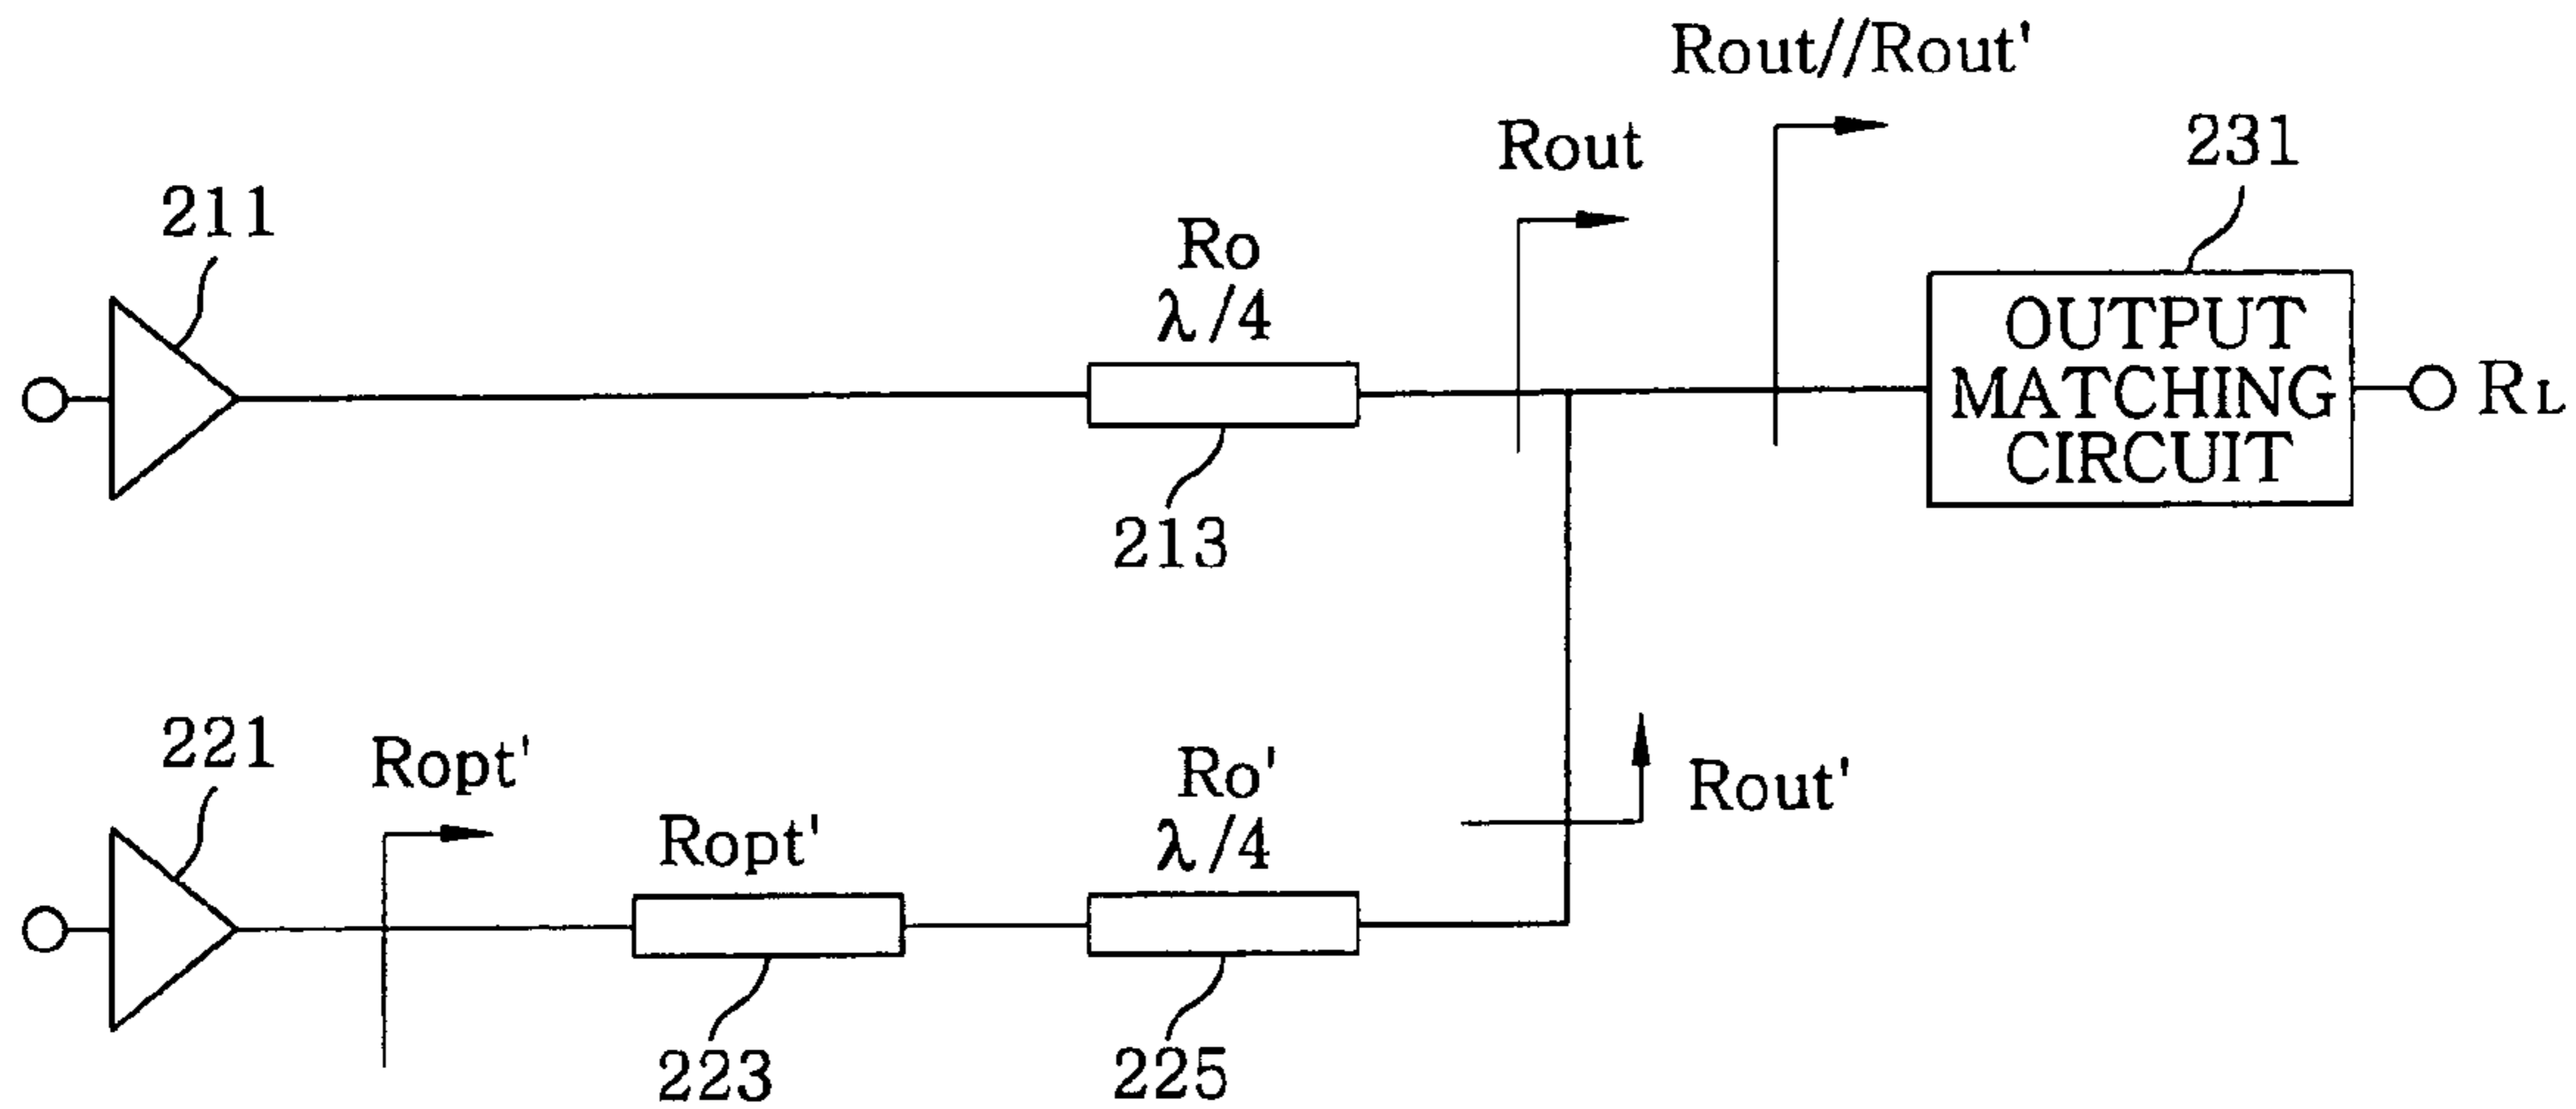 Rout//Rout'
Rout
231
211
Ro
λ/4
OUTPUT
MATCHING
CIRCUIT
RL
213
221
Ropt'
Ropt'
Ro'
λ/4
Rout'
223
225